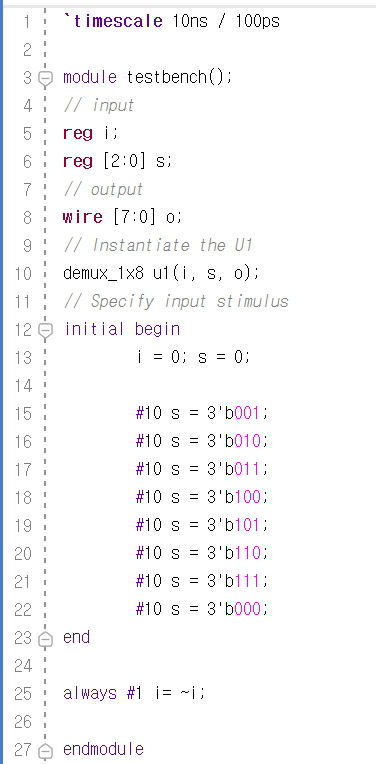 1 `timescale 10ns / 100ps
2
3 module testbench();
4 // input
5 reg i;
6 reg [2:0] s;
7 // output
8 wire [7:0] o;
9 // Instantiate the U1
10 demux_1x8 u1(i, s, o);
11 // Specify input stimulus
12 initial begin
13 i = 0; s = 0;
14
15 #10 s = 3'b001;
16 #10 s = 3'b010;
17 #10 s = 3'b011;
18 #10 s = 3'b100;
19 #10 s = 3'b101;
20 #10 s = 3'b110;
21 #10 s = 3'b111;
22 #10 s = 3'b000;
23 end
24
25 always #1 i= ~i;
26
27 endmodule